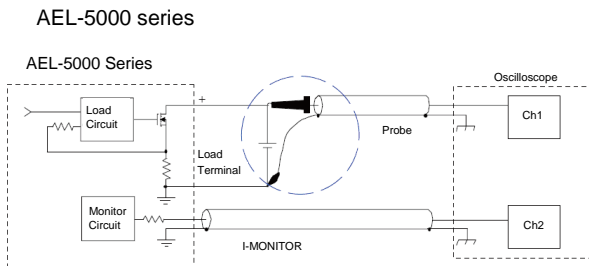 AEL-5000 series
AEL-5000 Series
Oscilloscope
Load
Circuit
+
Load
Terminal
Probe
Ch1
Monitor
Circuit
I-MONITOR
Ch2